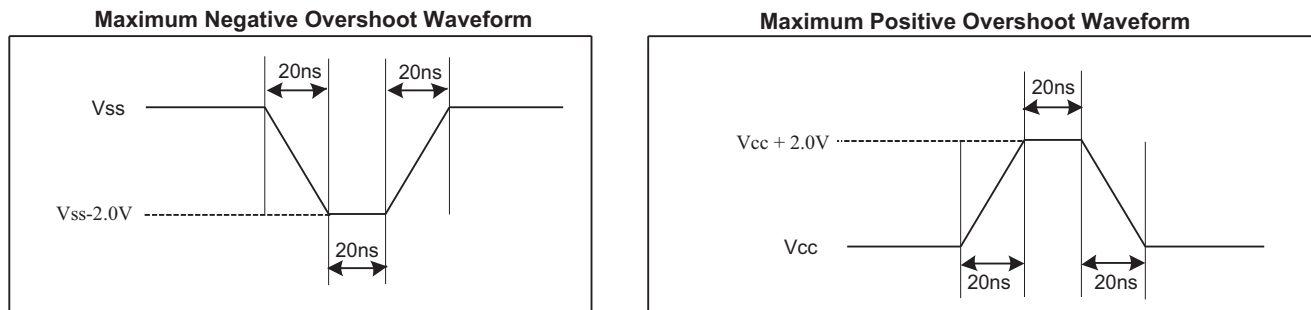 Maximum Negative Overshoot Waveform
20ns 20ns
Vss
Vss-2.0V
20ns
Maximum Positive Overshoot Waveform
20ns
Vcc + 2.0V
Vcc
20ns 20ns